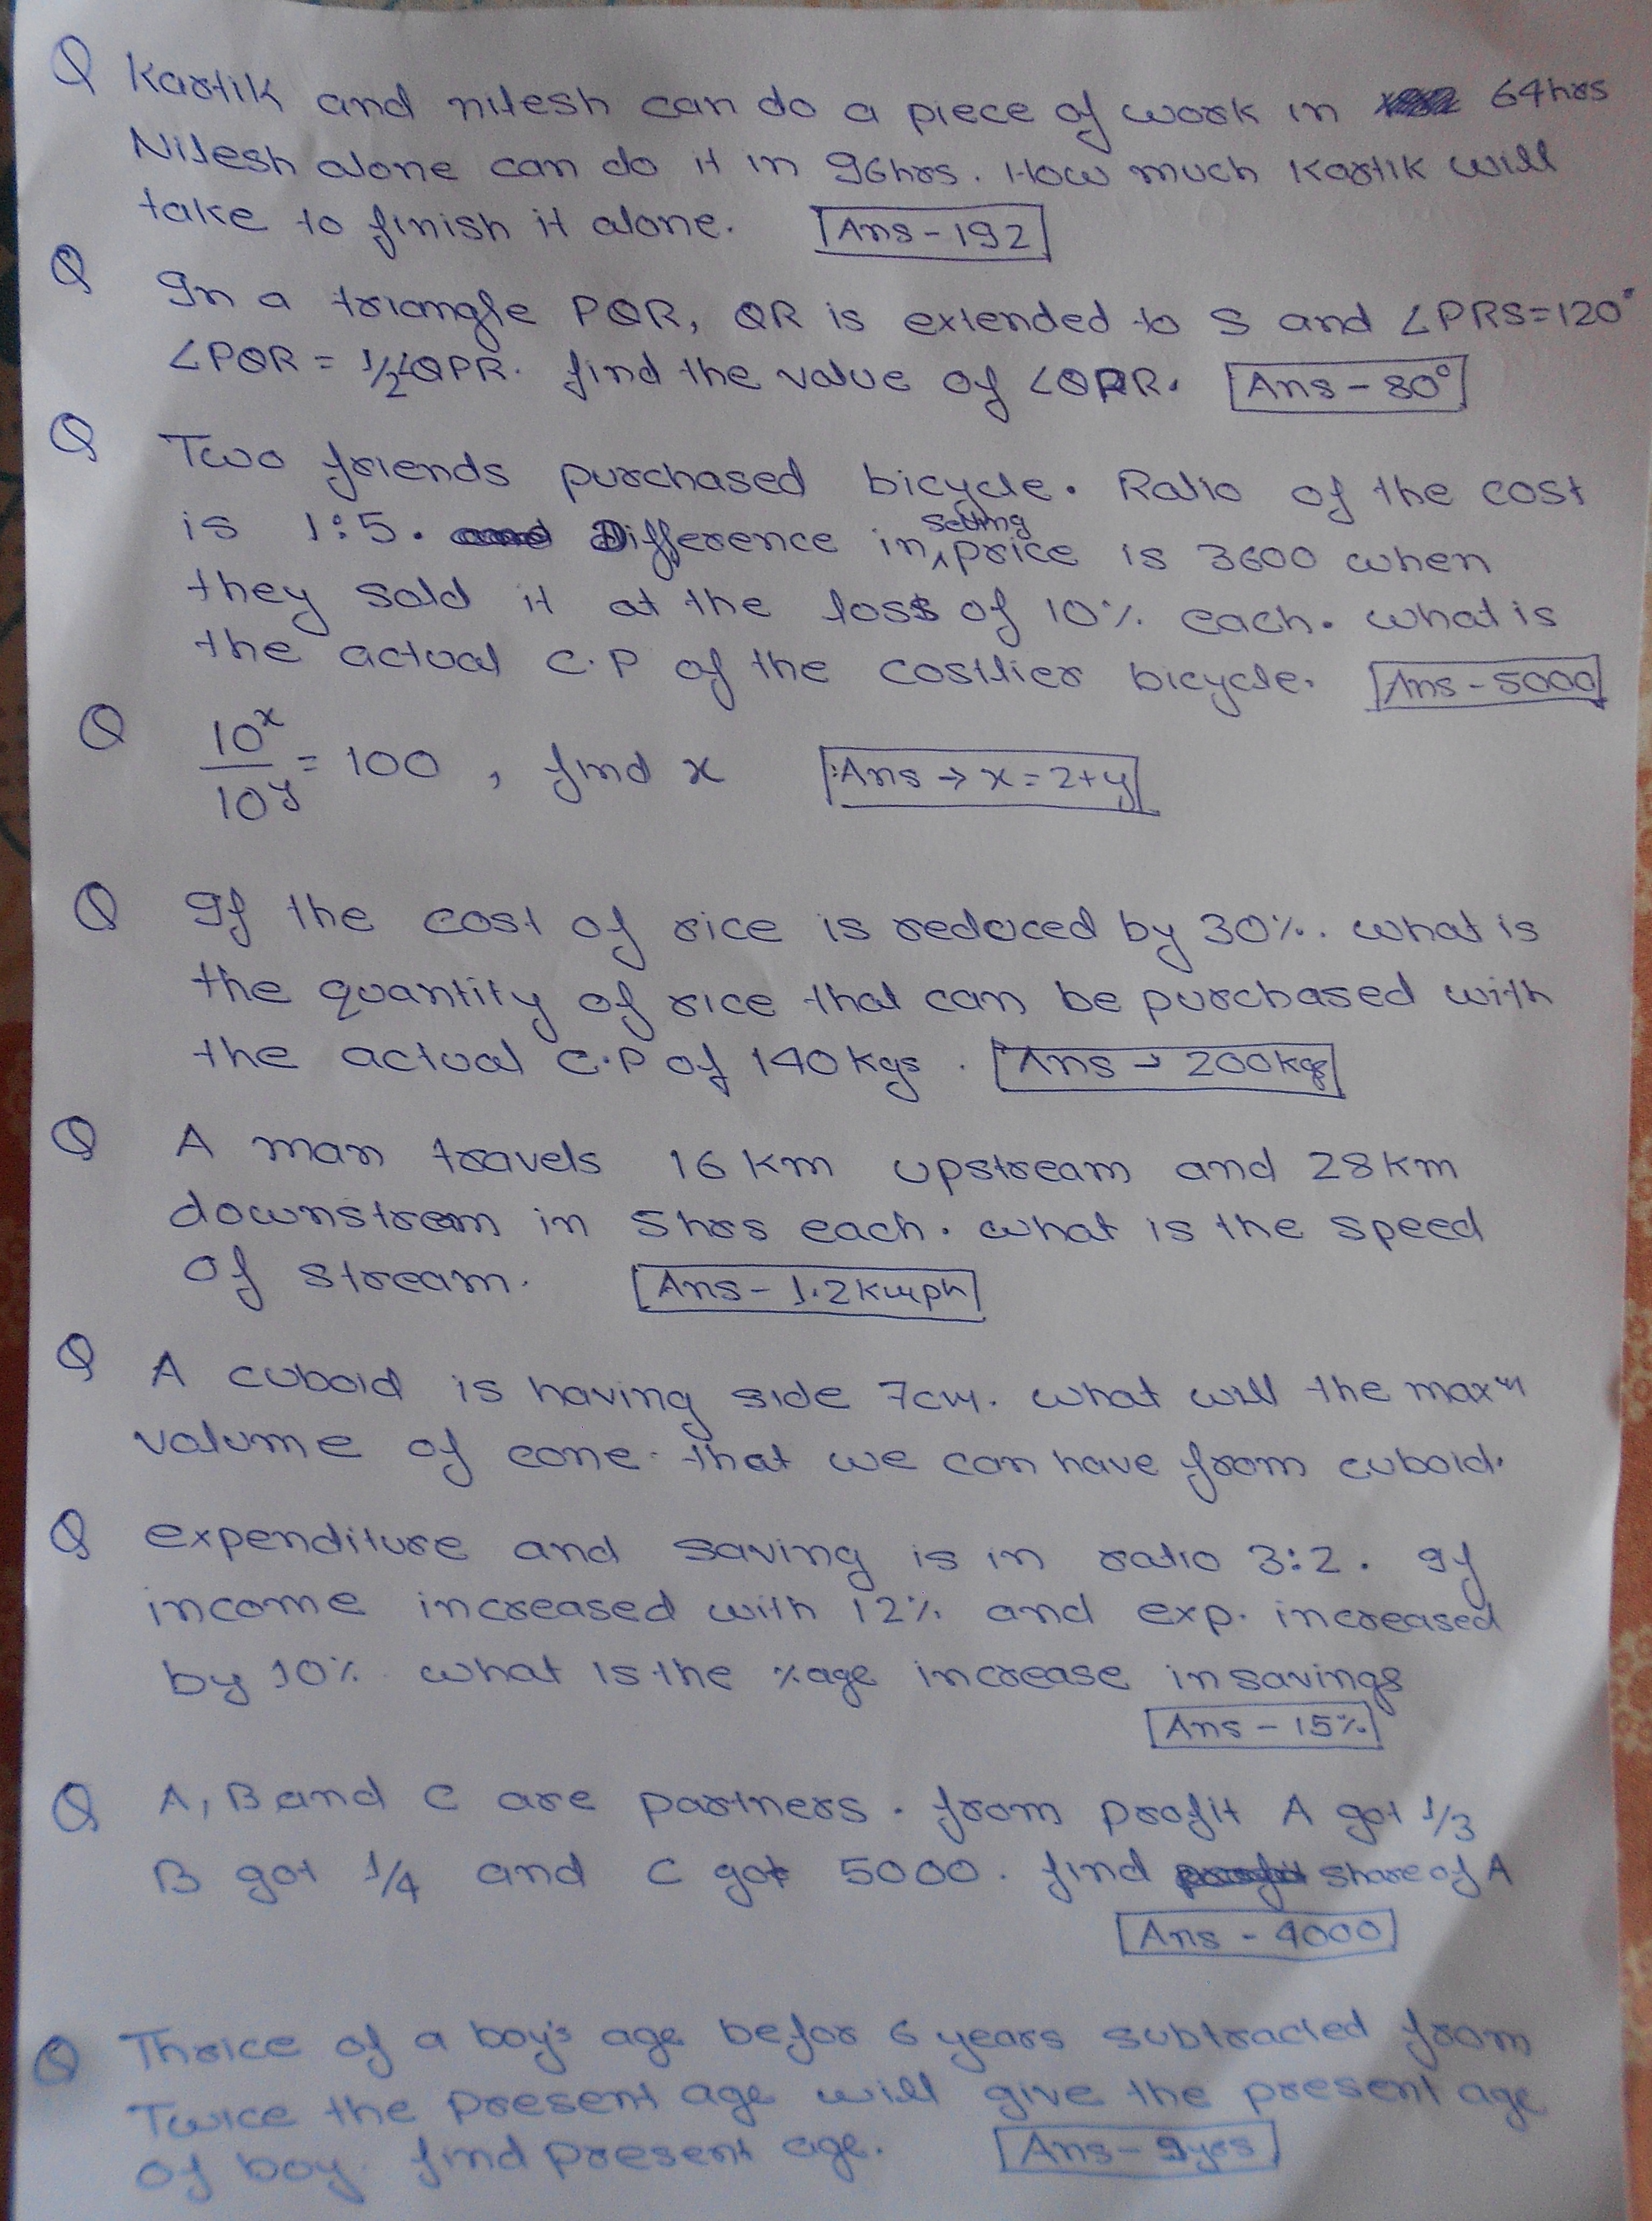 Q Kartik and nilesh can do a piece of work in 64hrs
Nilesh alone can do it in 96hrs. How much Kartik will
take to finish it alone. Ans - 192
Q In a triangle PQR, QR is extended to S and ∠PRS=120°
∠PQR = 1/2∠QPR. find the value of ∠QPR. Ans - 80°
Q Two friends purchased bicycle. Ratio of the cost
is 1:5. Difference in selling price is 3600 when
they sold it at the loss of 10% each. what is
the actual C.P of the costlier bicycle. Ans - 5000
Q 10^x/10^y = 100, find x Ans → x = 2+y
Q If the cost of rice is reduced by 30%. what is
the quantity of rice that can be purchased with
the actual C.P of 140 kgs. Ans → 200kgs
Q A man travels 16 km upstream and 28 km
downstream in 5hrs each. what is the speed
of stream. Ans - 1.2kmph
Q A cuboid is having side 7cm. what will the max^m
volume of cone that we can have from cuboid.
Q expenditure and saving is in ratio 3:2. If
income increased with 12% and exp. increased
by 10% what is the %age increase in savings
Ans - 15%
Q A, B and C are partners. from profit A got 1/3
B got 1/4 and C got 5000. find share of A
Ans - 4000
Q Thrice of a boy's age befor 6 years subtracted from
Twice the present age will give the present age
of boy. find present age. Ans - 9yrs